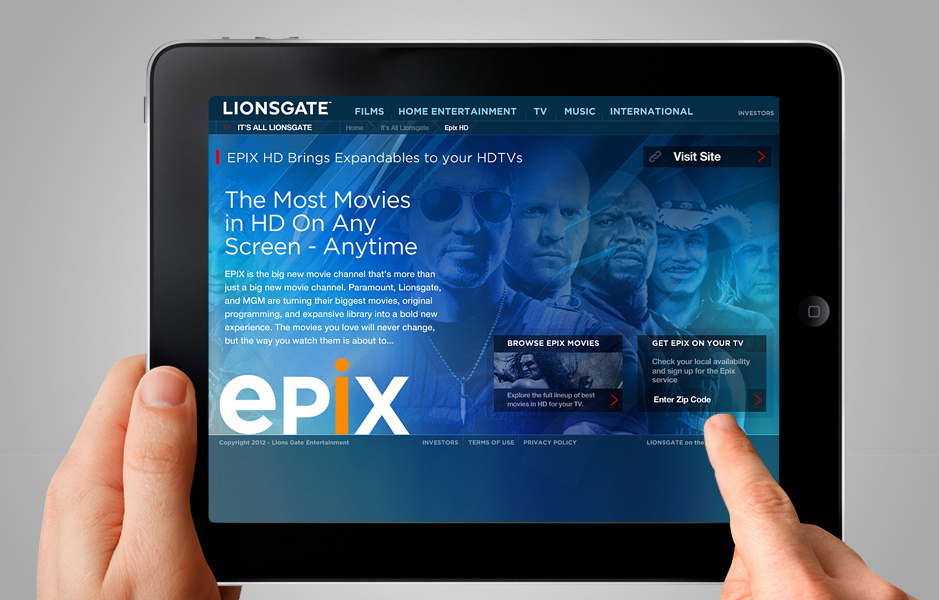 LIONSGATE™
FILMS HOME ENTERTAINMENT TV MUSIC INTERNATIONAL INVESTORS
IT'S ALL LIONSGATE Home It's All Lionsgate Epix HD
EPIX HD Brings Expandables to your HDTVs
Visit Site
The Most Movies
in HD On Any
Screen - Anytime
EPIX is the big new movie channel that's more than
just a big new movie channel. Paramount, Lionsgate,
and MGM are turning their biggest movies, original
programming, and expansive library into a bold new
experience. The movies you love will never change,
but the way you watch them is about to...
epix
BROWSE EPIX MOVIES
Explore the full lineup of best
movies in HD for your TV.
GET EPIX ON YOUR TV
Check your local availability
and sign up for the Epix
service
Enter Zip Code
Copyright 2012 - Lions Gate Entertainment
INVESTORS TERMS OF USE PRIVACY POLICY
LIONSGATE on the